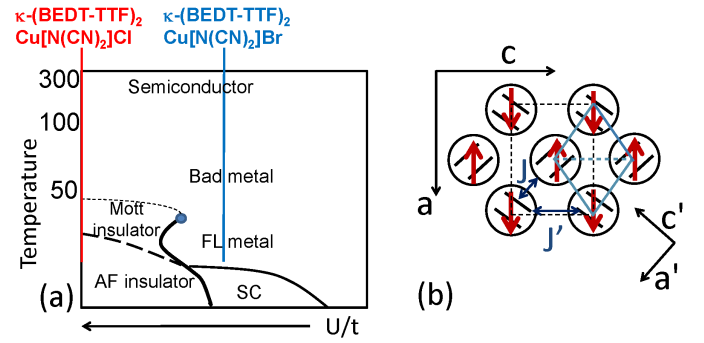 κ-(BEDT-TTF)₂
Cu[N(CN)₂]Cl
κ-(BEDT-TTF)₂
Cu[N(CN)₂]Br
300
100
50
Temperature
Semiconductor
Bad metal
Mott
insulator
FL metal
AF insulator
SC
(a)
U/t
c
a
J
J’
c'
a'
(b)